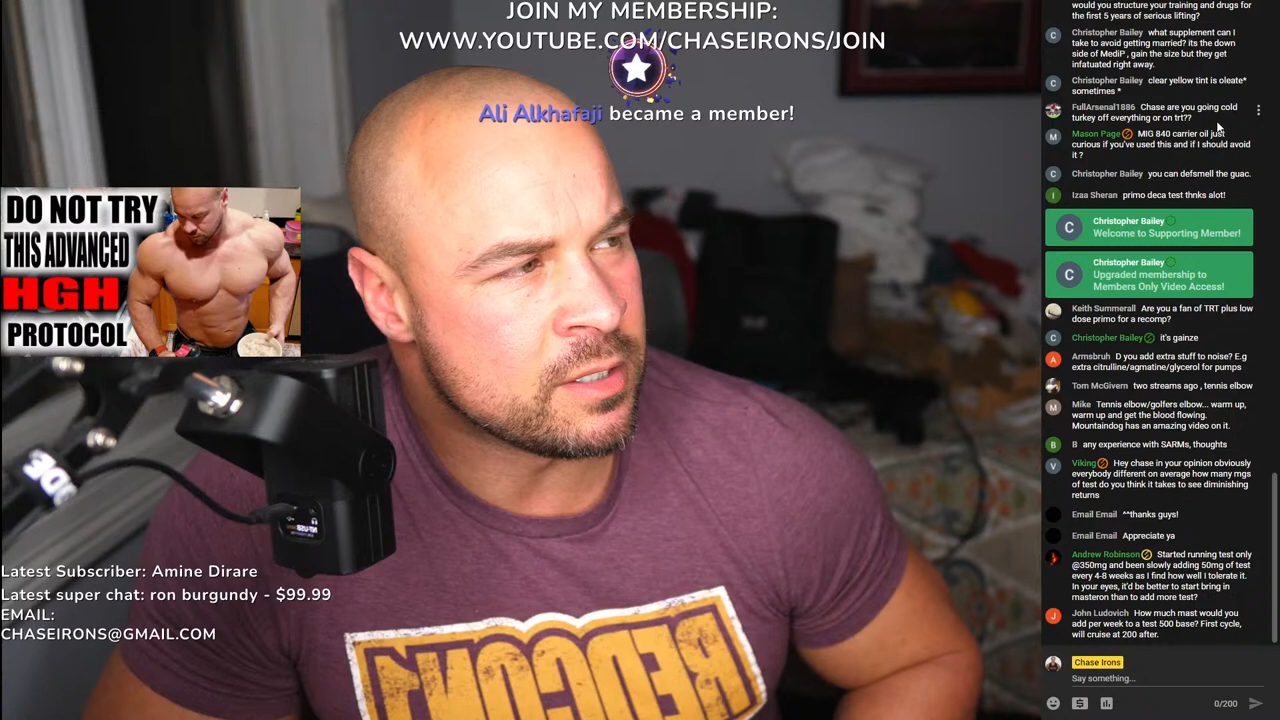 JOIN MY MEMBERSHIP:
WWW.YOUTUBE.COM/CHASEIRONS/JOIN
Ali Alkhafaji became a member!
DO NOT TRY
THIS ADVANCED
HGH
PROTOCOL
Latest Subscriber: Amine Dirare
Latest super chat: ron burgundy - $99.99
EMAIL:
CHASEIRONS@GMAIL.COM
REDCON1
would you structure your training and drugs for
the first 5 years of serious lifting?
C Christopher Bailey what supplement can I
take to avoid getting married? its the down
side of MediP , gain the size but they get
infatuated right away.
C Christopher Bailey clear yellow tint is oleate*
sometimes *
FullArsenal1886 Chase are you going cold
turkey off everything or on trt??
M Mason Page MIG 840 carrier oil just
curious if you've used this and if I should avoid
it ?
C Christopher Bailey you can defsmell the guac.
I Izaa Sheran primo deca test thnks alot!
C Christopher Bailey
Welcome to Supporting Member!
C Christopher Bailey
Upgraded membership to
Members Only Video Access!
Keith Summerall Are you a fan of TRT plus low
dose primo for a recomp?
C Christopher Bailey it's gainze
A Armsbruh D you add extra stuff to noise? E.g
extra citrulline/agmatine/glycerol for pumps
Tom McGivern two streams ago , tennis elbow
M Mike Tennis elbow/golfers elbow... warm up,
warm up and get the blood flowing.
Mountaindog has an amazing video on it.
B B any experience with SARMs, thoughts
V Viking Hey chase in your opinion obviously
everybody different on average how many mgs
of test do you think it takes to see diminishing
returns
Email Email ^^thanks guys!
Email Email Appreciate ya
Andrew Robinson Started running test only
@350mg and been slowly adding 50mg of test
every 4-8 weeks as I find how well I tolerate it.
In your eyes, it'd be better to start bring in
masteron than to add more test?
J John Ludovich How much mast would you
add per week to a test 500 base? First cycle,
will cruise at 200 after.
Chase Irons
Say something...
0/200